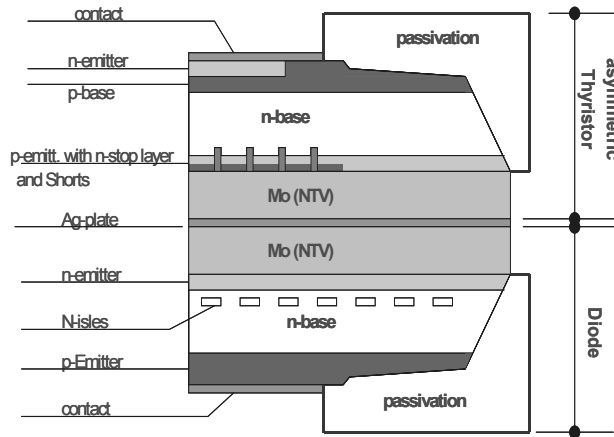 contact
n-emitter
p-base
p-emitt. with n-stop layer
and Shorts
Ag-plate
n-emitter
N-isles
p-Emitter
contact
passivation
n-base
Mo (NTV)
Mo (NTV)
n-base
passivation
asymmetric
Thyristor
Diode